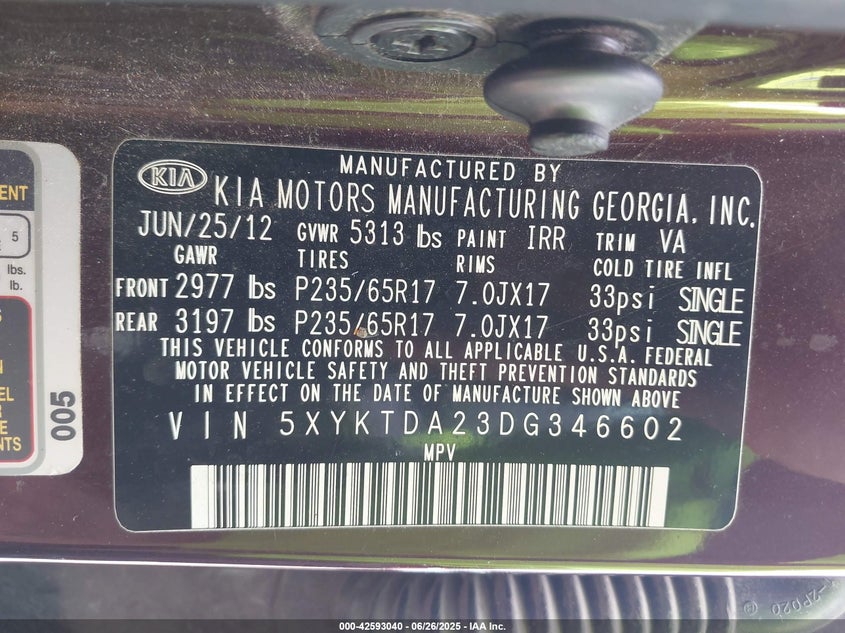 MANUFACTURED BY
KIA KIA MOTORS MANUFACTURING GEORGIA, INC.
JUN/25/12 GVWR 5313 lbs PAINT IRR TRIM VA
GAWR TIRES RIMS COLD TIRE INFL
FRONT 2977 lbs P235/65R17 7.0JX17 33psi SINGLE
REAR 3197 lbs P235/65R17 7.0JX17 33psi SINGLE
THIS VEHICLE CONFORMS TO ALL APPLICABLE U.S.A. FEDERAL
MOTOR VEHICLE SAFETY AND THEFT PREVENTION STANDARDS
IN EFFECT ON THE DATE OF MANUFACTURE SHOWN ABOVE
VIN 5XYKTDA23DG346602
MPV
5
lbs.
lb.
005
000-42593040 - 06/26/2025 - IAA Inc.